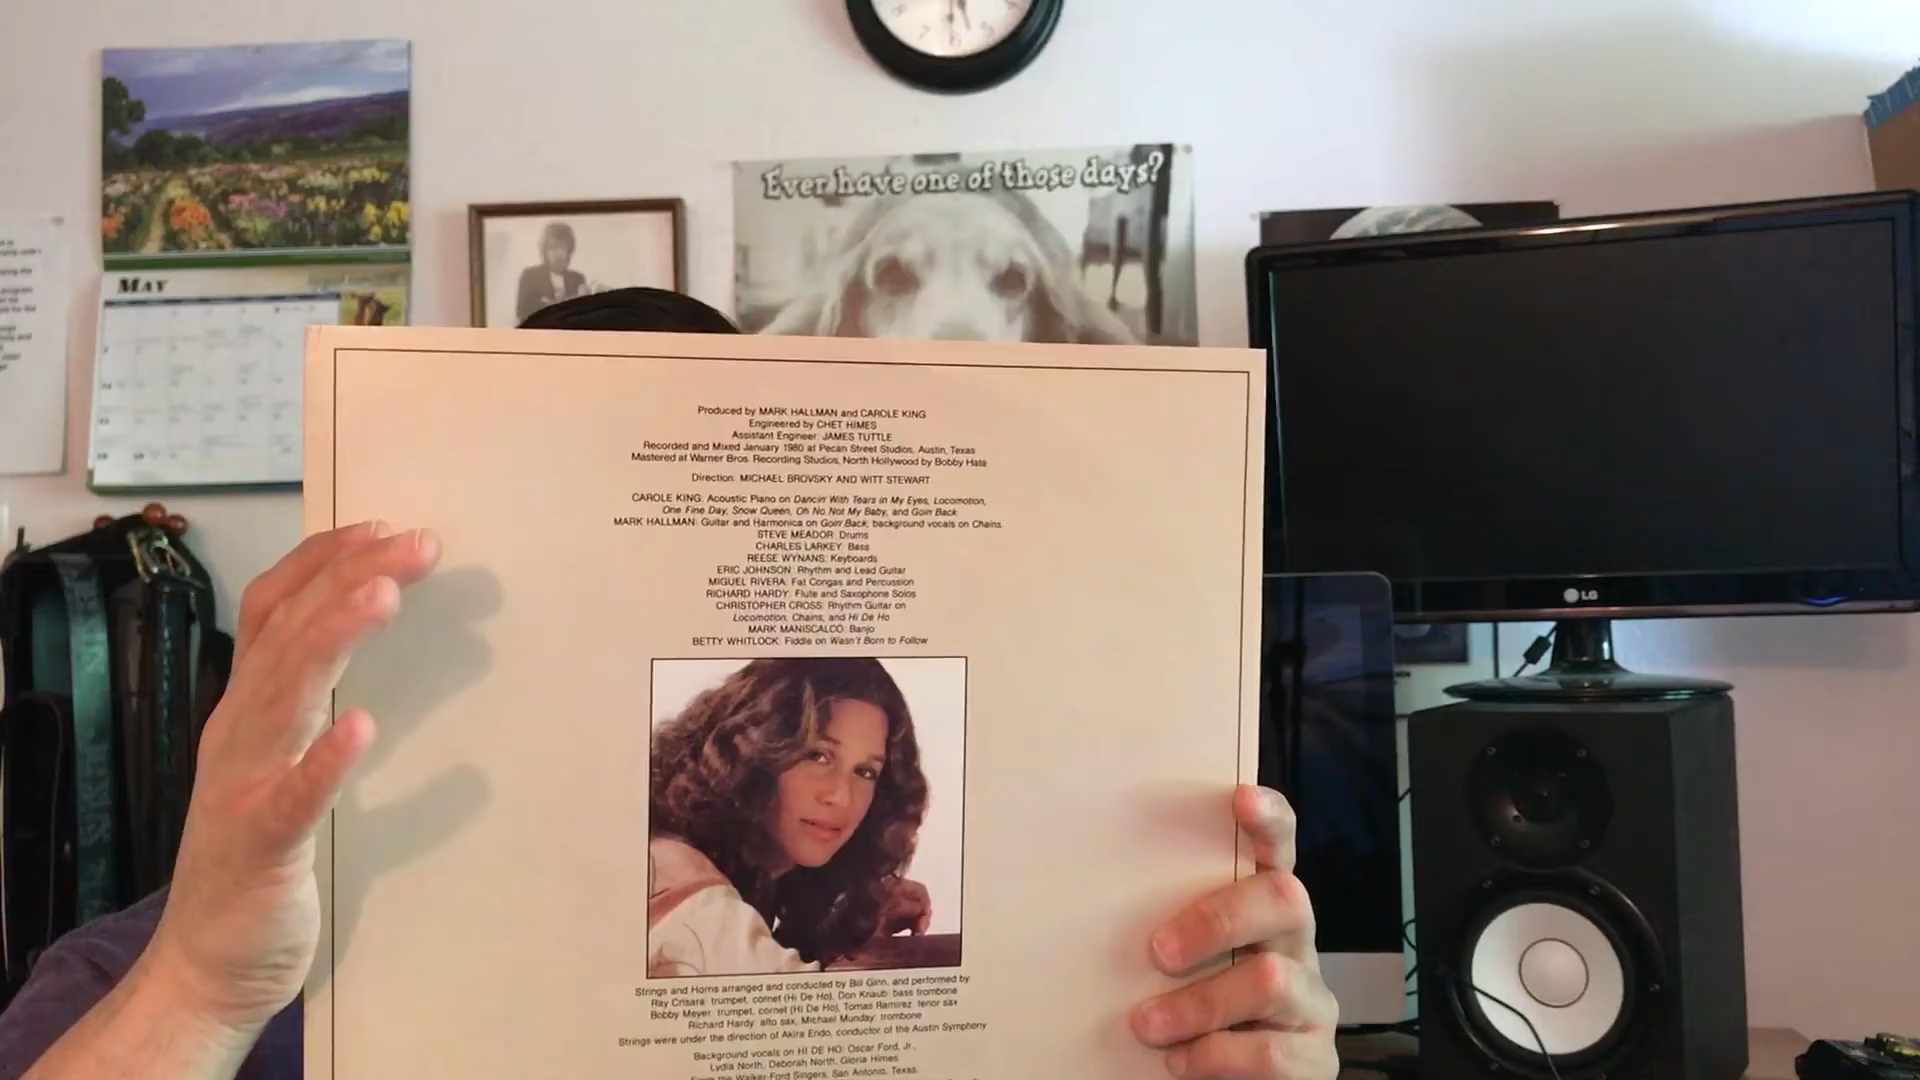 Ever have one of those days?
MAY
LG
Produced by MARK HALLMAN and CAROLE KING
Engineered by CHET HIMES
Assistant Engineer: JAMES TUTTLE
Recorded and Mixed January 1980 at Pecan Street Studios, Austin, Texas
Mastered at Warner Bros. Recording Studios, North Hollywood by Bobby Hata
Direction: MICHAEL BROVSKY AND WITT STEWART
CAROLE KING: Acoustic Piano on Dancin' With Tears in My Eyes, Locomotion,
One Fine Day, Snow Queen, Oh No Not My Baby, and Goin' Back
MARK HALLMAN: Guitar and Harmonica on Goin' Back, background vocals on Chains.
STEVE MEADOR: Drums
CHARLES LARKEY: Bass
REESE WYNANS: Keyboards
ERIC JOHNSON: Rhythm and Lead Guitar
MIGUEL RIVERA: Fat Congas and Percussion
RICHARD HARDY: Flute and Saxophone Solos
CHRISTOPHER CROSS: Rhythm Guitar on
Locomotion, Chains, and Hi De Ho
MARK MANISCALCO: Banjo
BETTY WHITLOCK: Fiddle on Wasn't Born to Follow
Strings and Horns arranged and conducted by Bill Ginn, and performed by
Ray Crisara: trumpet, cornet (Hi De Ho), Don Knaub: bass trombone
Bobby Meyer: trumpet, cornet (Hi De Ho), Tomas Ramirez: tenor sax
Richard Hardy: alto sax, Michael Munday: trombone
Strings were under the direction of Akira Endo, conductor of the Austin Symphony
Background vocals on HI DE HO: Oscar Ford, Jr.,
Lydia North, Deborah North, Gloria Himes
From the Walker-Ford Singers, San Antonio, Texas.